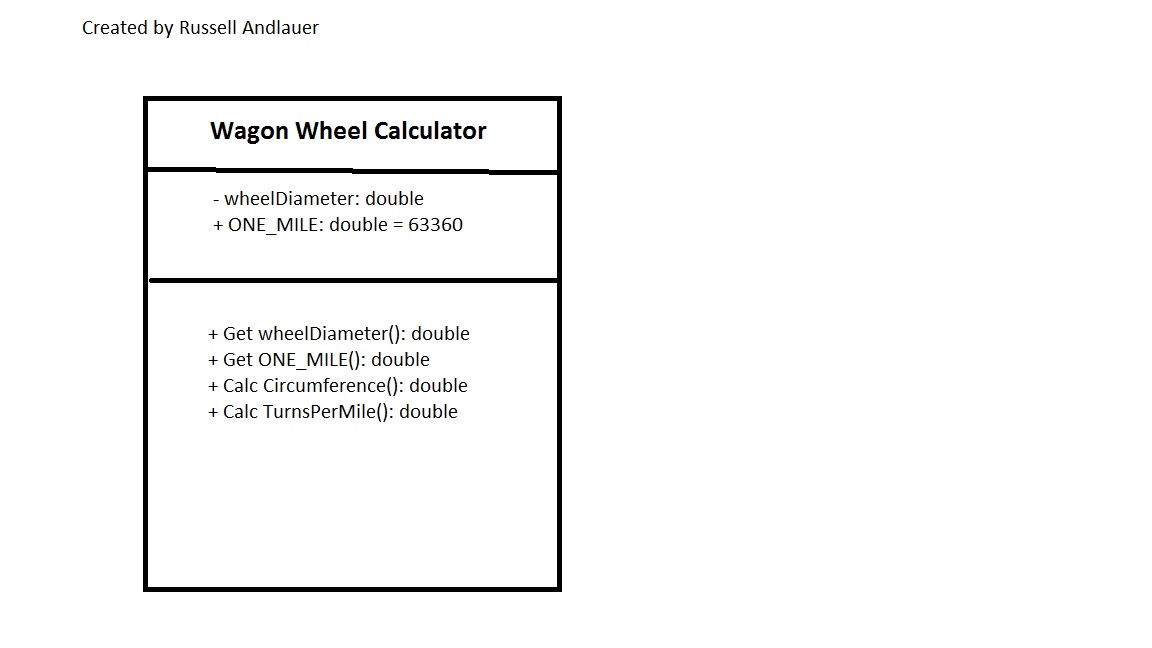 Created by Russell Andlauer
Wagon Wheel Calculator
- wheelDiameter: double
+ ONE_MILE: double = 63360
+ Get wheelDiameter(): double
+ Get ONE_MILE(): double
+ Calc Circumference(): double
+ Calc TurnsPerMile(): double